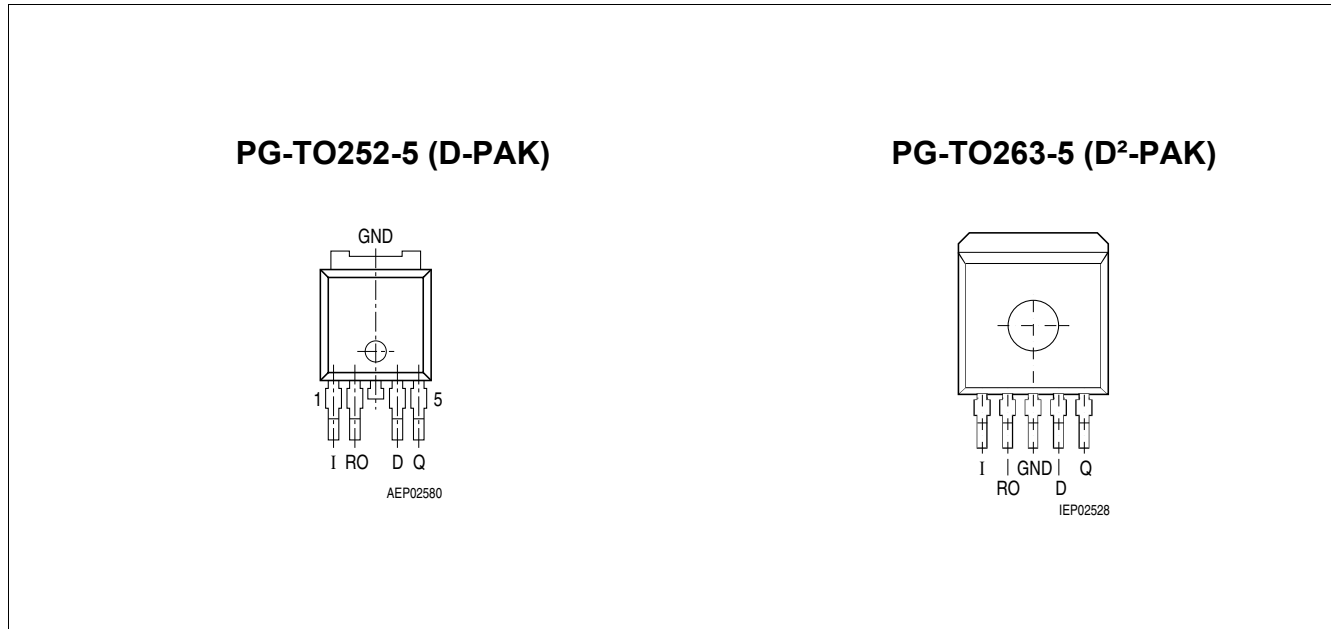 PG-TO252-5 (D-PAK)
GND
1 5
I RO D Q
AEP02580
PG-TO263-5 (D²-PAK)
I GND Q
RO D
IEP02528